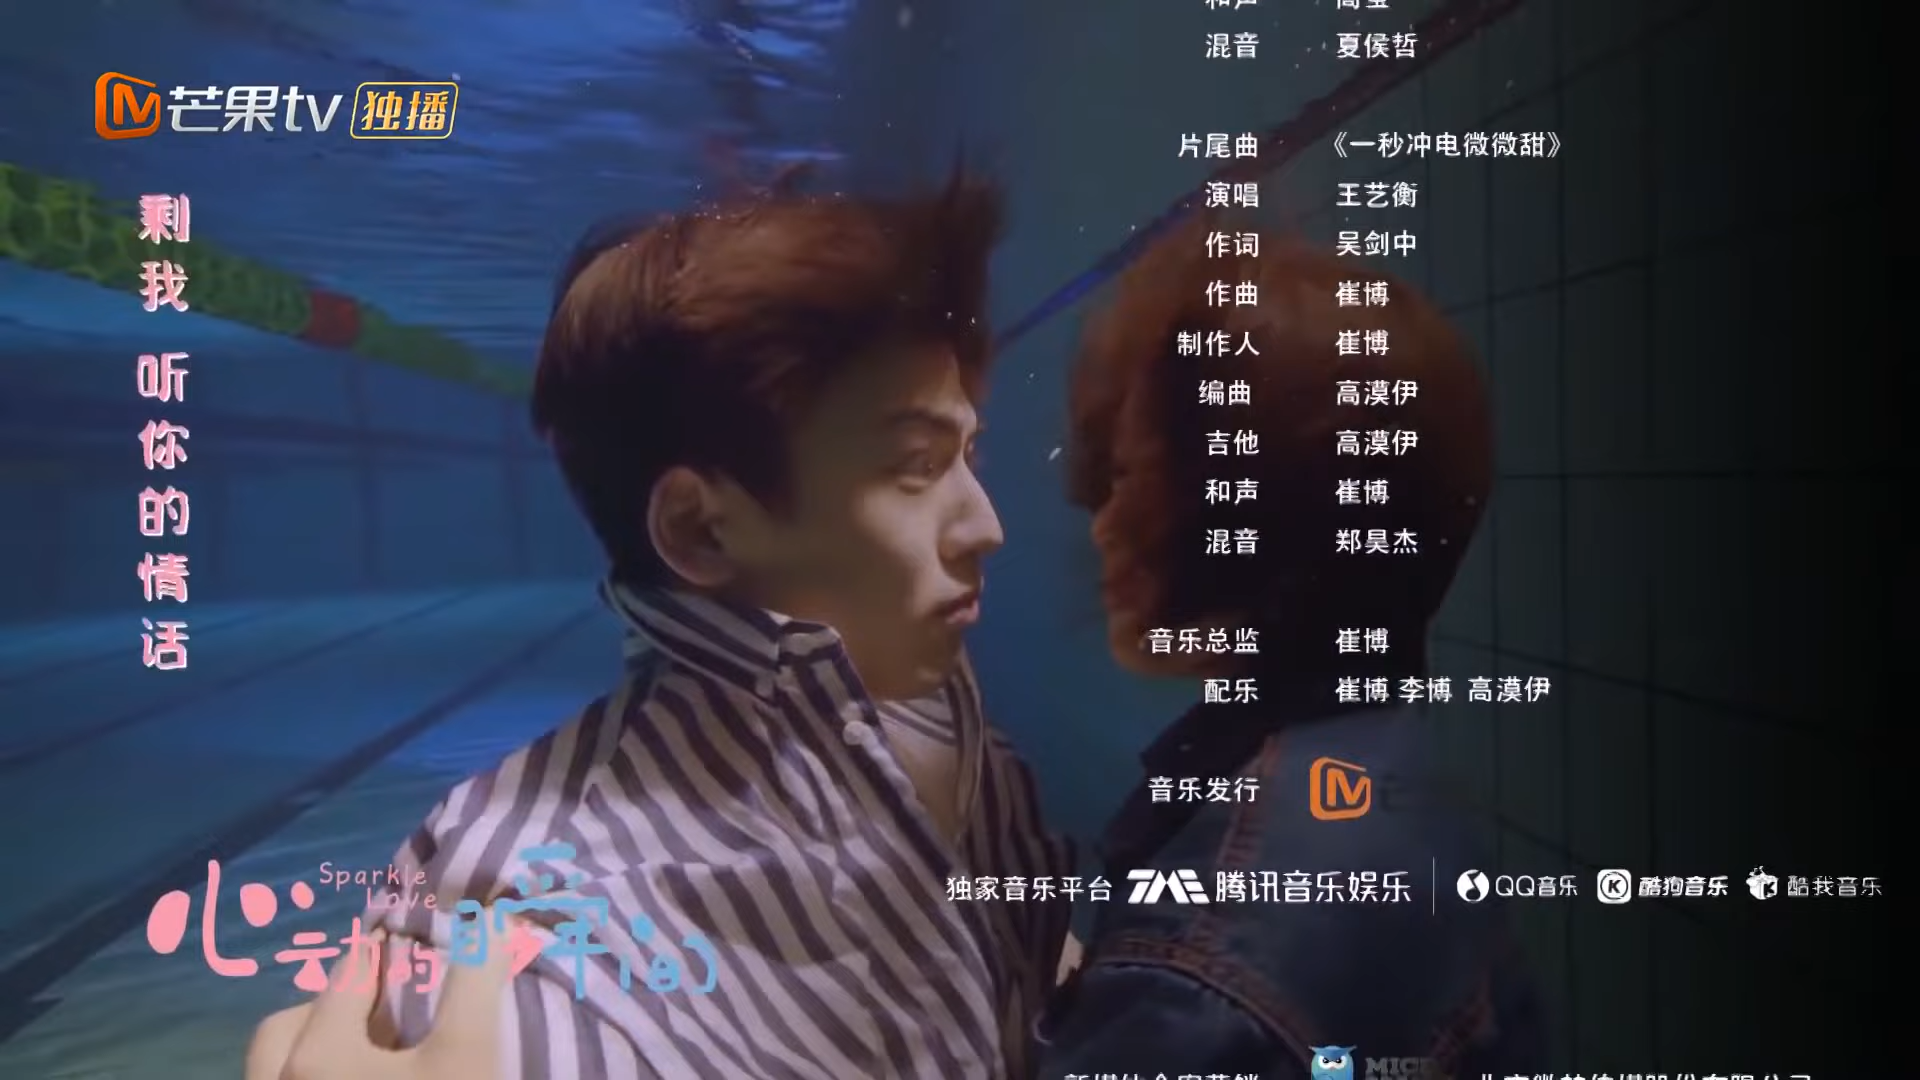 芒果tv 独播
剩我 听你的情话
Sparkle Love
心动的瞬间
混音 夏侯哲
片尾曲 《一秒冲电微微甜》
演唱 王艺衡
作词 吴剑中
作曲 崔博
制作人 崔博
编曲 高漠伊
吉他 高漠伊
和声 崔博
混音 郑昊杰
音乐总监 崔博
配乐 崔博 李博 高漠伊
音乐发行
独家音乐平台 TME 腾讯音乐娱乐 QQ音乐 酷狗音乐 酷我音乐